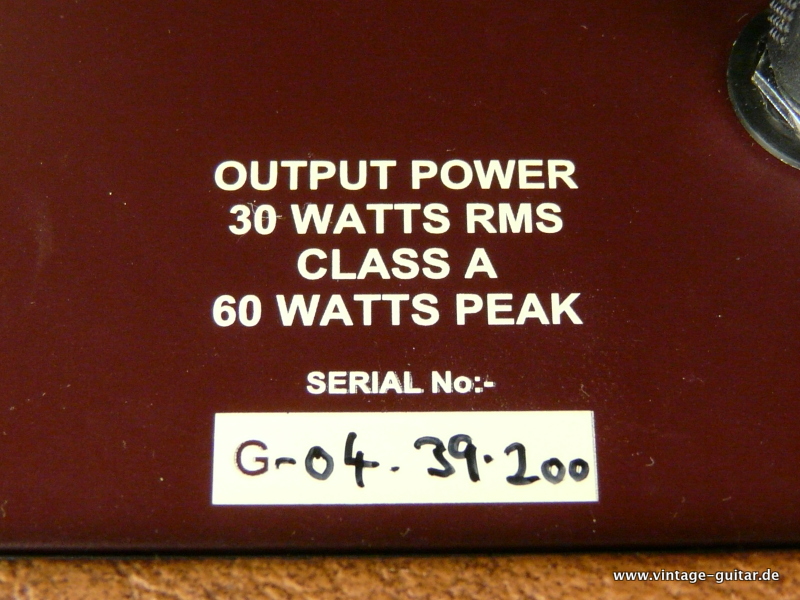 OUTPUT POWER
30 WATTS RMS
CLASS A
60 WATTS PEAK
SERIAL No:-
G-04.39.200
www.vintage-guitar.de